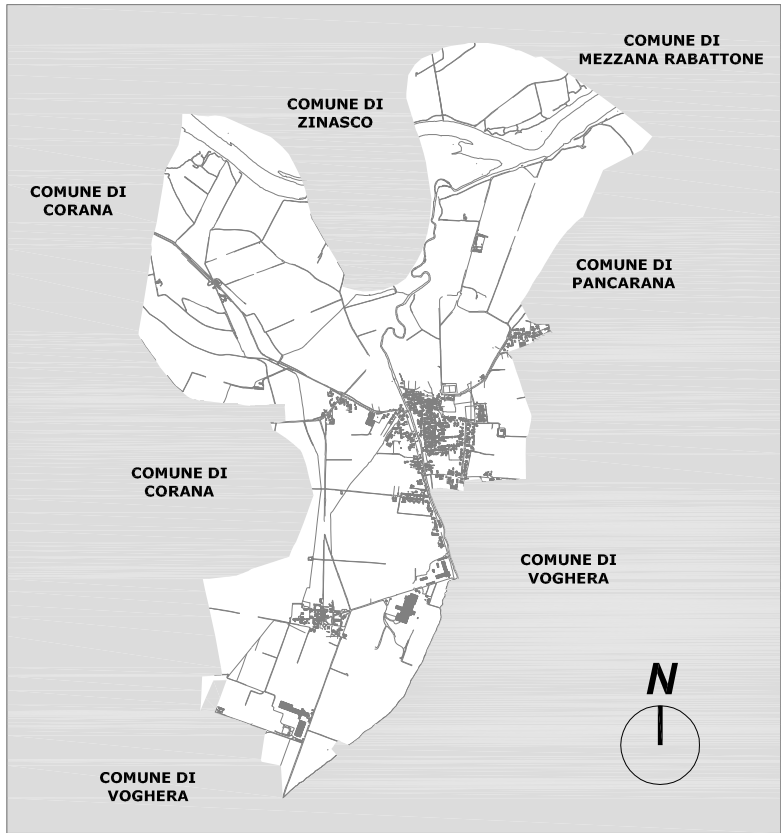 COMUNE DI
MEZZANA RABATTONE
COMUNE DI
ZINASCO
COMUNE DI
CORANA
COMUNE DI
PANCARANA
COMUNE DI
CORANA
COMUNE DI
VOGHERA
N
COMUNE DI
VOGHERA